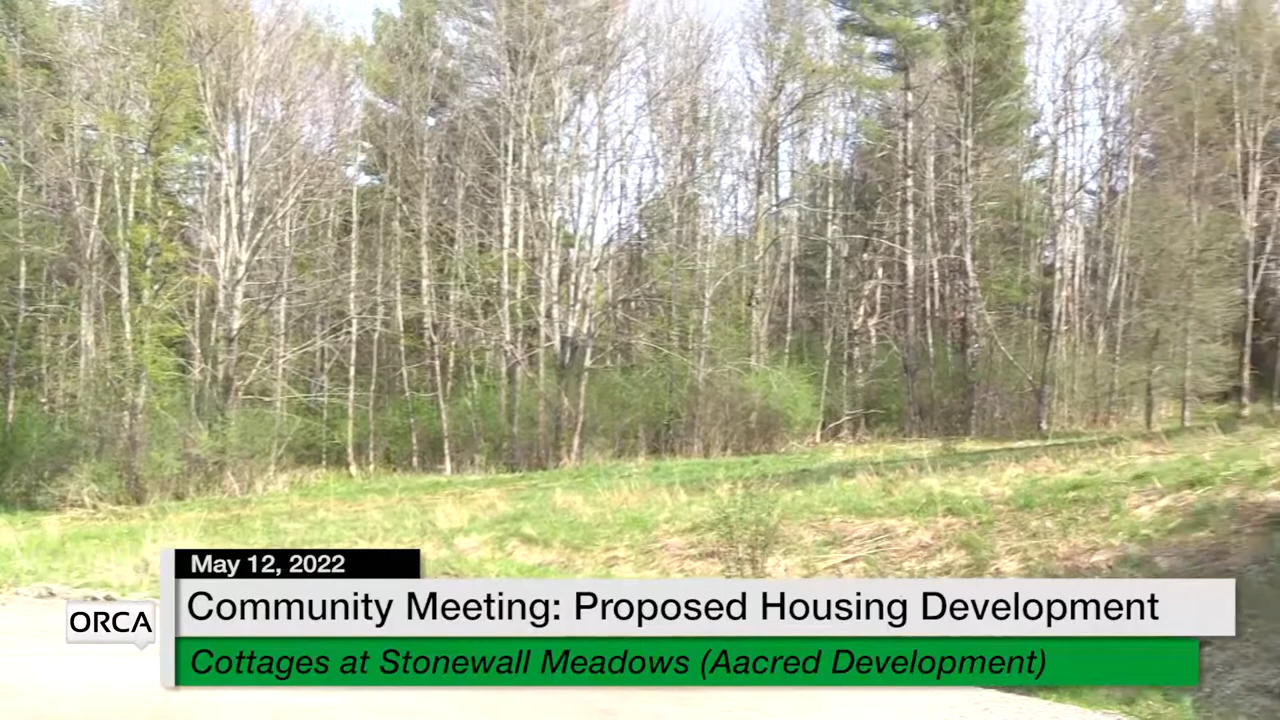 May 12, 2022
Community Meeting: Proposed Housing Development
ORCA
Cottages at Stonewall Meadows (Aacred Development)